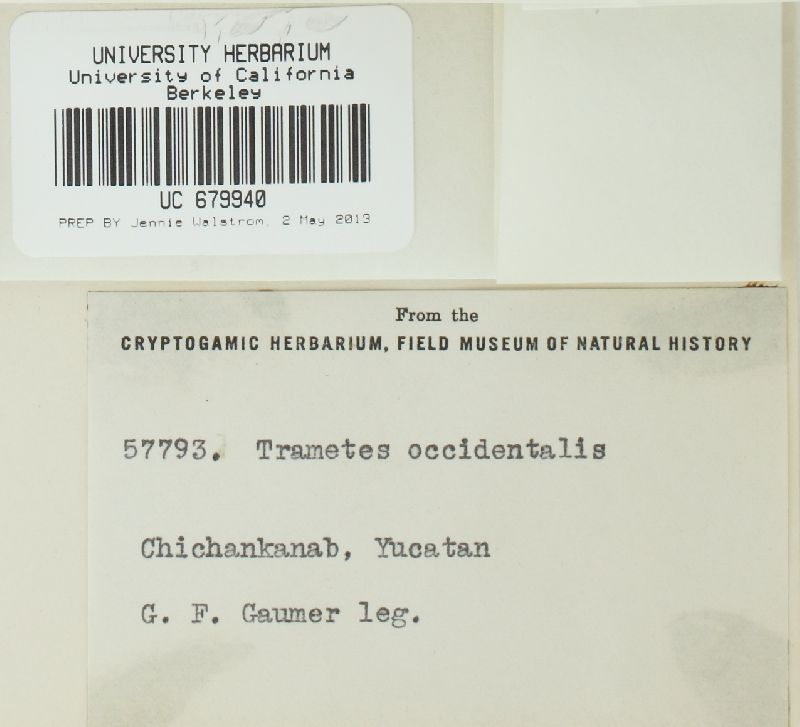 UNIVERSITY HERBARIUM
University of California
Berkeley
UC 679940
PREP BY Jennie Walstrom, 2 May 2013
From the
CRYPTOGAMIC HERBARIUM, FIELD MUSEUM OF NATURAL HISTORY
57793. Trametes occidentalis
Chichankanab, Yucatan
G. F. Gaumer leg.